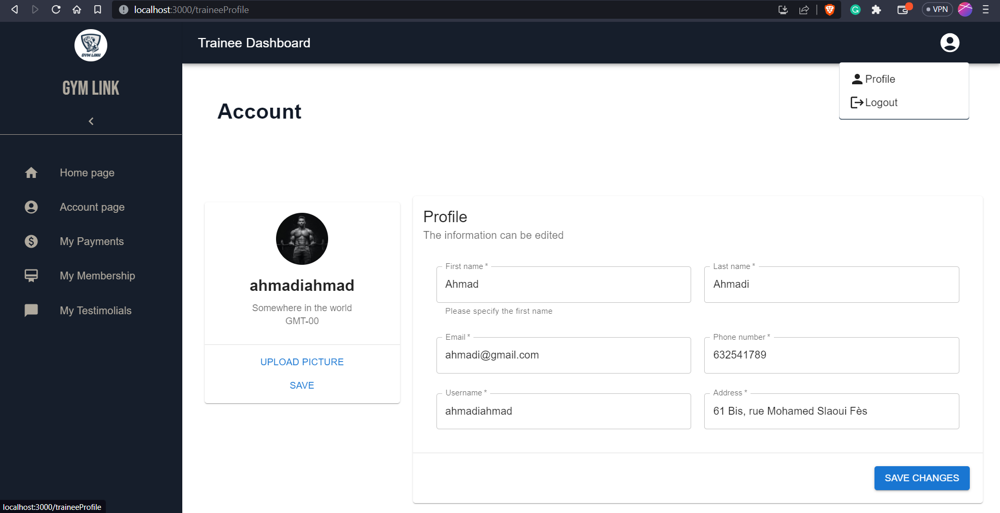 localhost:3000/traineeProfile
VPN
GYM LINK
GYM LINK
Trainee Dashboard
Profile
Logout
Home page
Account page
My Payments
My Membership
My Testimolials
Account
ahmadiahmad
Somewhere in the world
GMT-00
UPLOAD PICTURE
SAVE
Profile
The information can be edited
First name *
Ahmad
Please specify the first name
Last name *
Ahmadi
Email *
ahmadi@gmail.com
Phone number *
632541789
Username *
ahmadiahmad
Address *
61 Bis, rue Mohamed Slaoui Fès
SAVE CHANGES
localhost:3000/traineeProfile